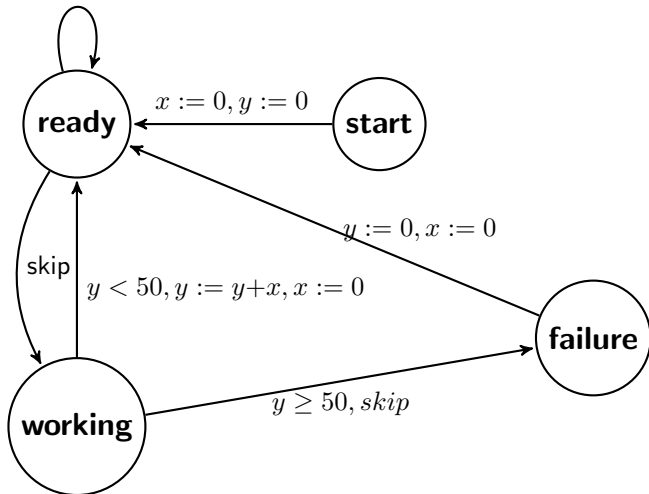 x := 0, y := 0
ready
start
y := 0, x := 0
skip
y < 50, y := y+x, x := 0
failure
y ≥ 50, skip
working